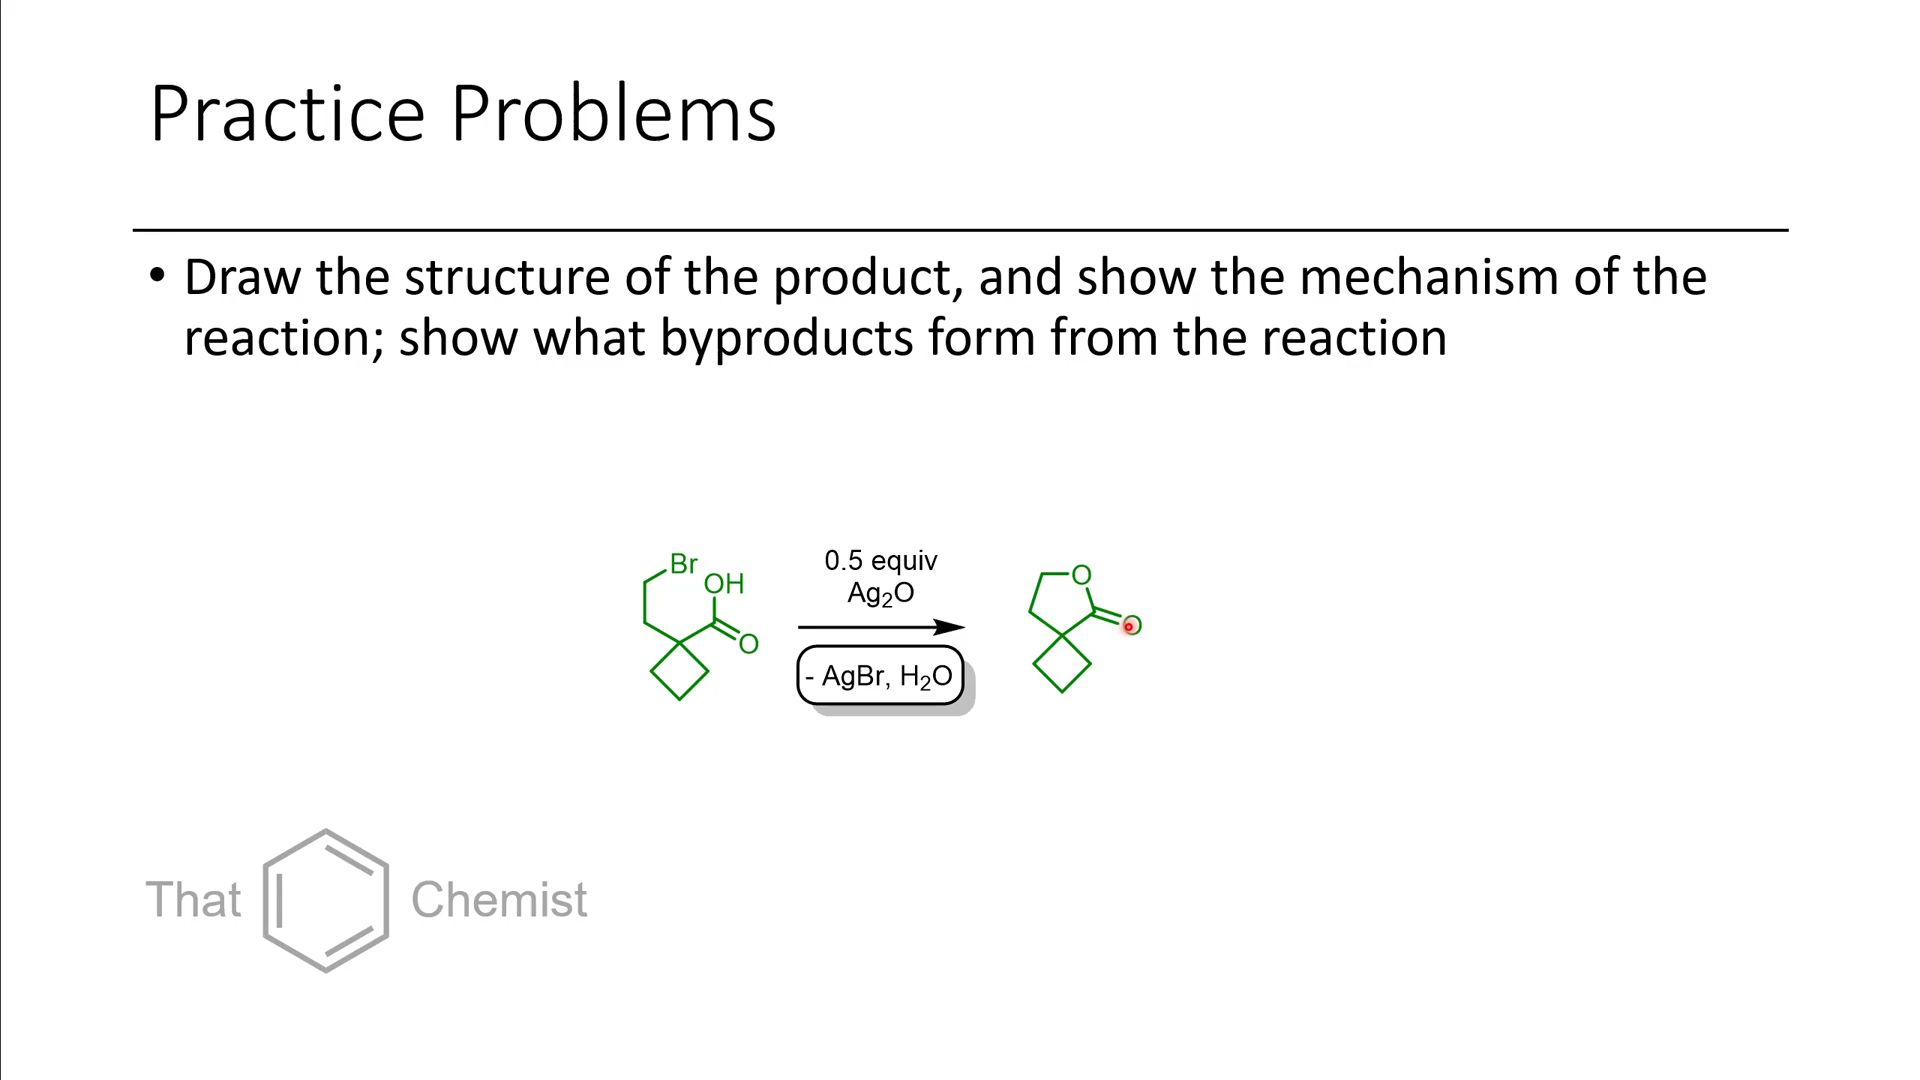 Practice Problems
• Draw the structure of the product, and show the mechanism of the
reaction; show what byproducts form from the reaction
Br
OH
O
0.5 equiv
Ag₂O
- AgBr, H₂O
O
O
That Chemist